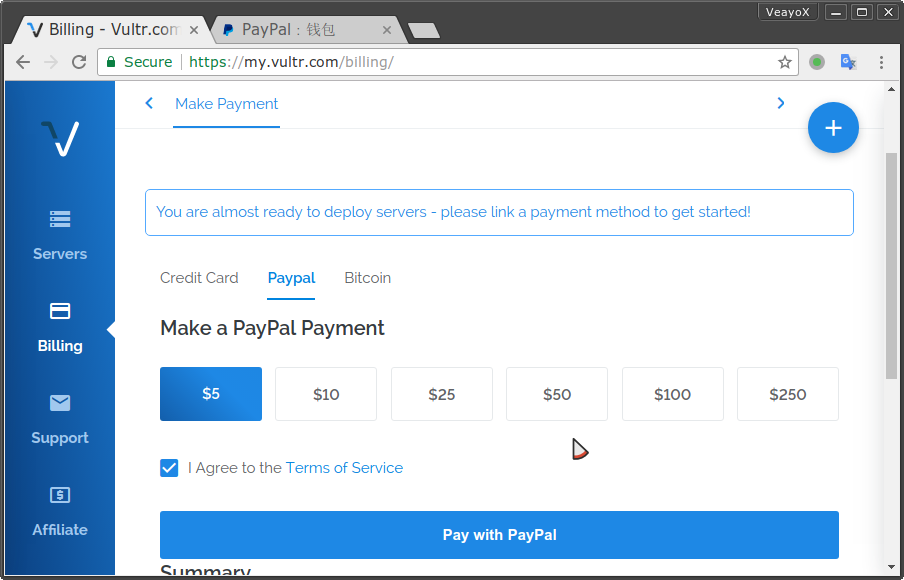 VeayoX
Billing - Vultr.com
PayPal：钱包
Secure https://my.vultr.com/billing/
Make Payment
You are almost ready to deploy servers - please link a payment method to get started!
Servers
Billing
Support
Affiliate
Credit Card Paypal Bitcoin
Make a PayPal Payment
$5 $10 $25 $50 $100 $250
I Agree to the Terms of Service
Pay with PayPal
Summary